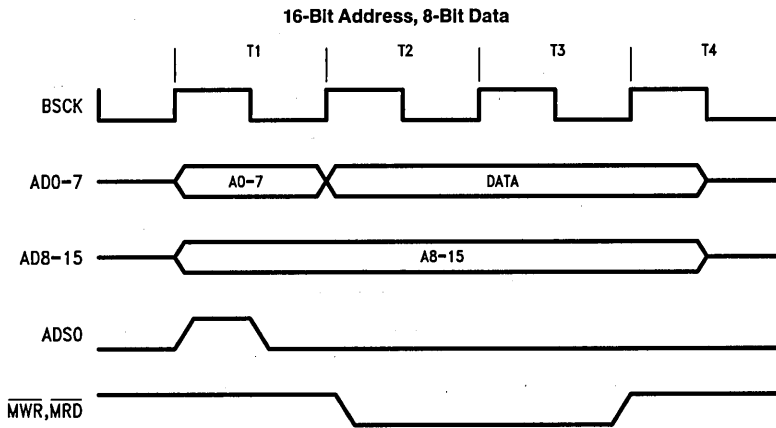 16-Bit Address, 8-Bit Data
T1 T2 T3 T4
BSCK
AD0-7 A0-7 DATA
AD8-15 A8-15
ADS0
MWR,MRD